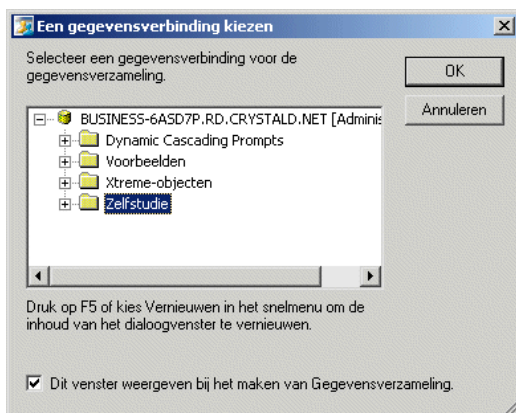 Een gegevensverbinding kiezen
Selecteer een gegevensverbinding voor de
gegevensverzameling.
OK
Annuleren
BUSINESS-6ASD7P.RD.CRYSTALD.NET [Adminis
Dynamic Cascading Prompts
Voorbeelden
Xtreme-objecten
Zelfstudie
Druk op F5 of kies Vernieuwen in het snelmenu om de
inhoud van het dialoogvenster te vernieuwen.
Dit venster weergeven bij het maken van Gegevensverzameling.